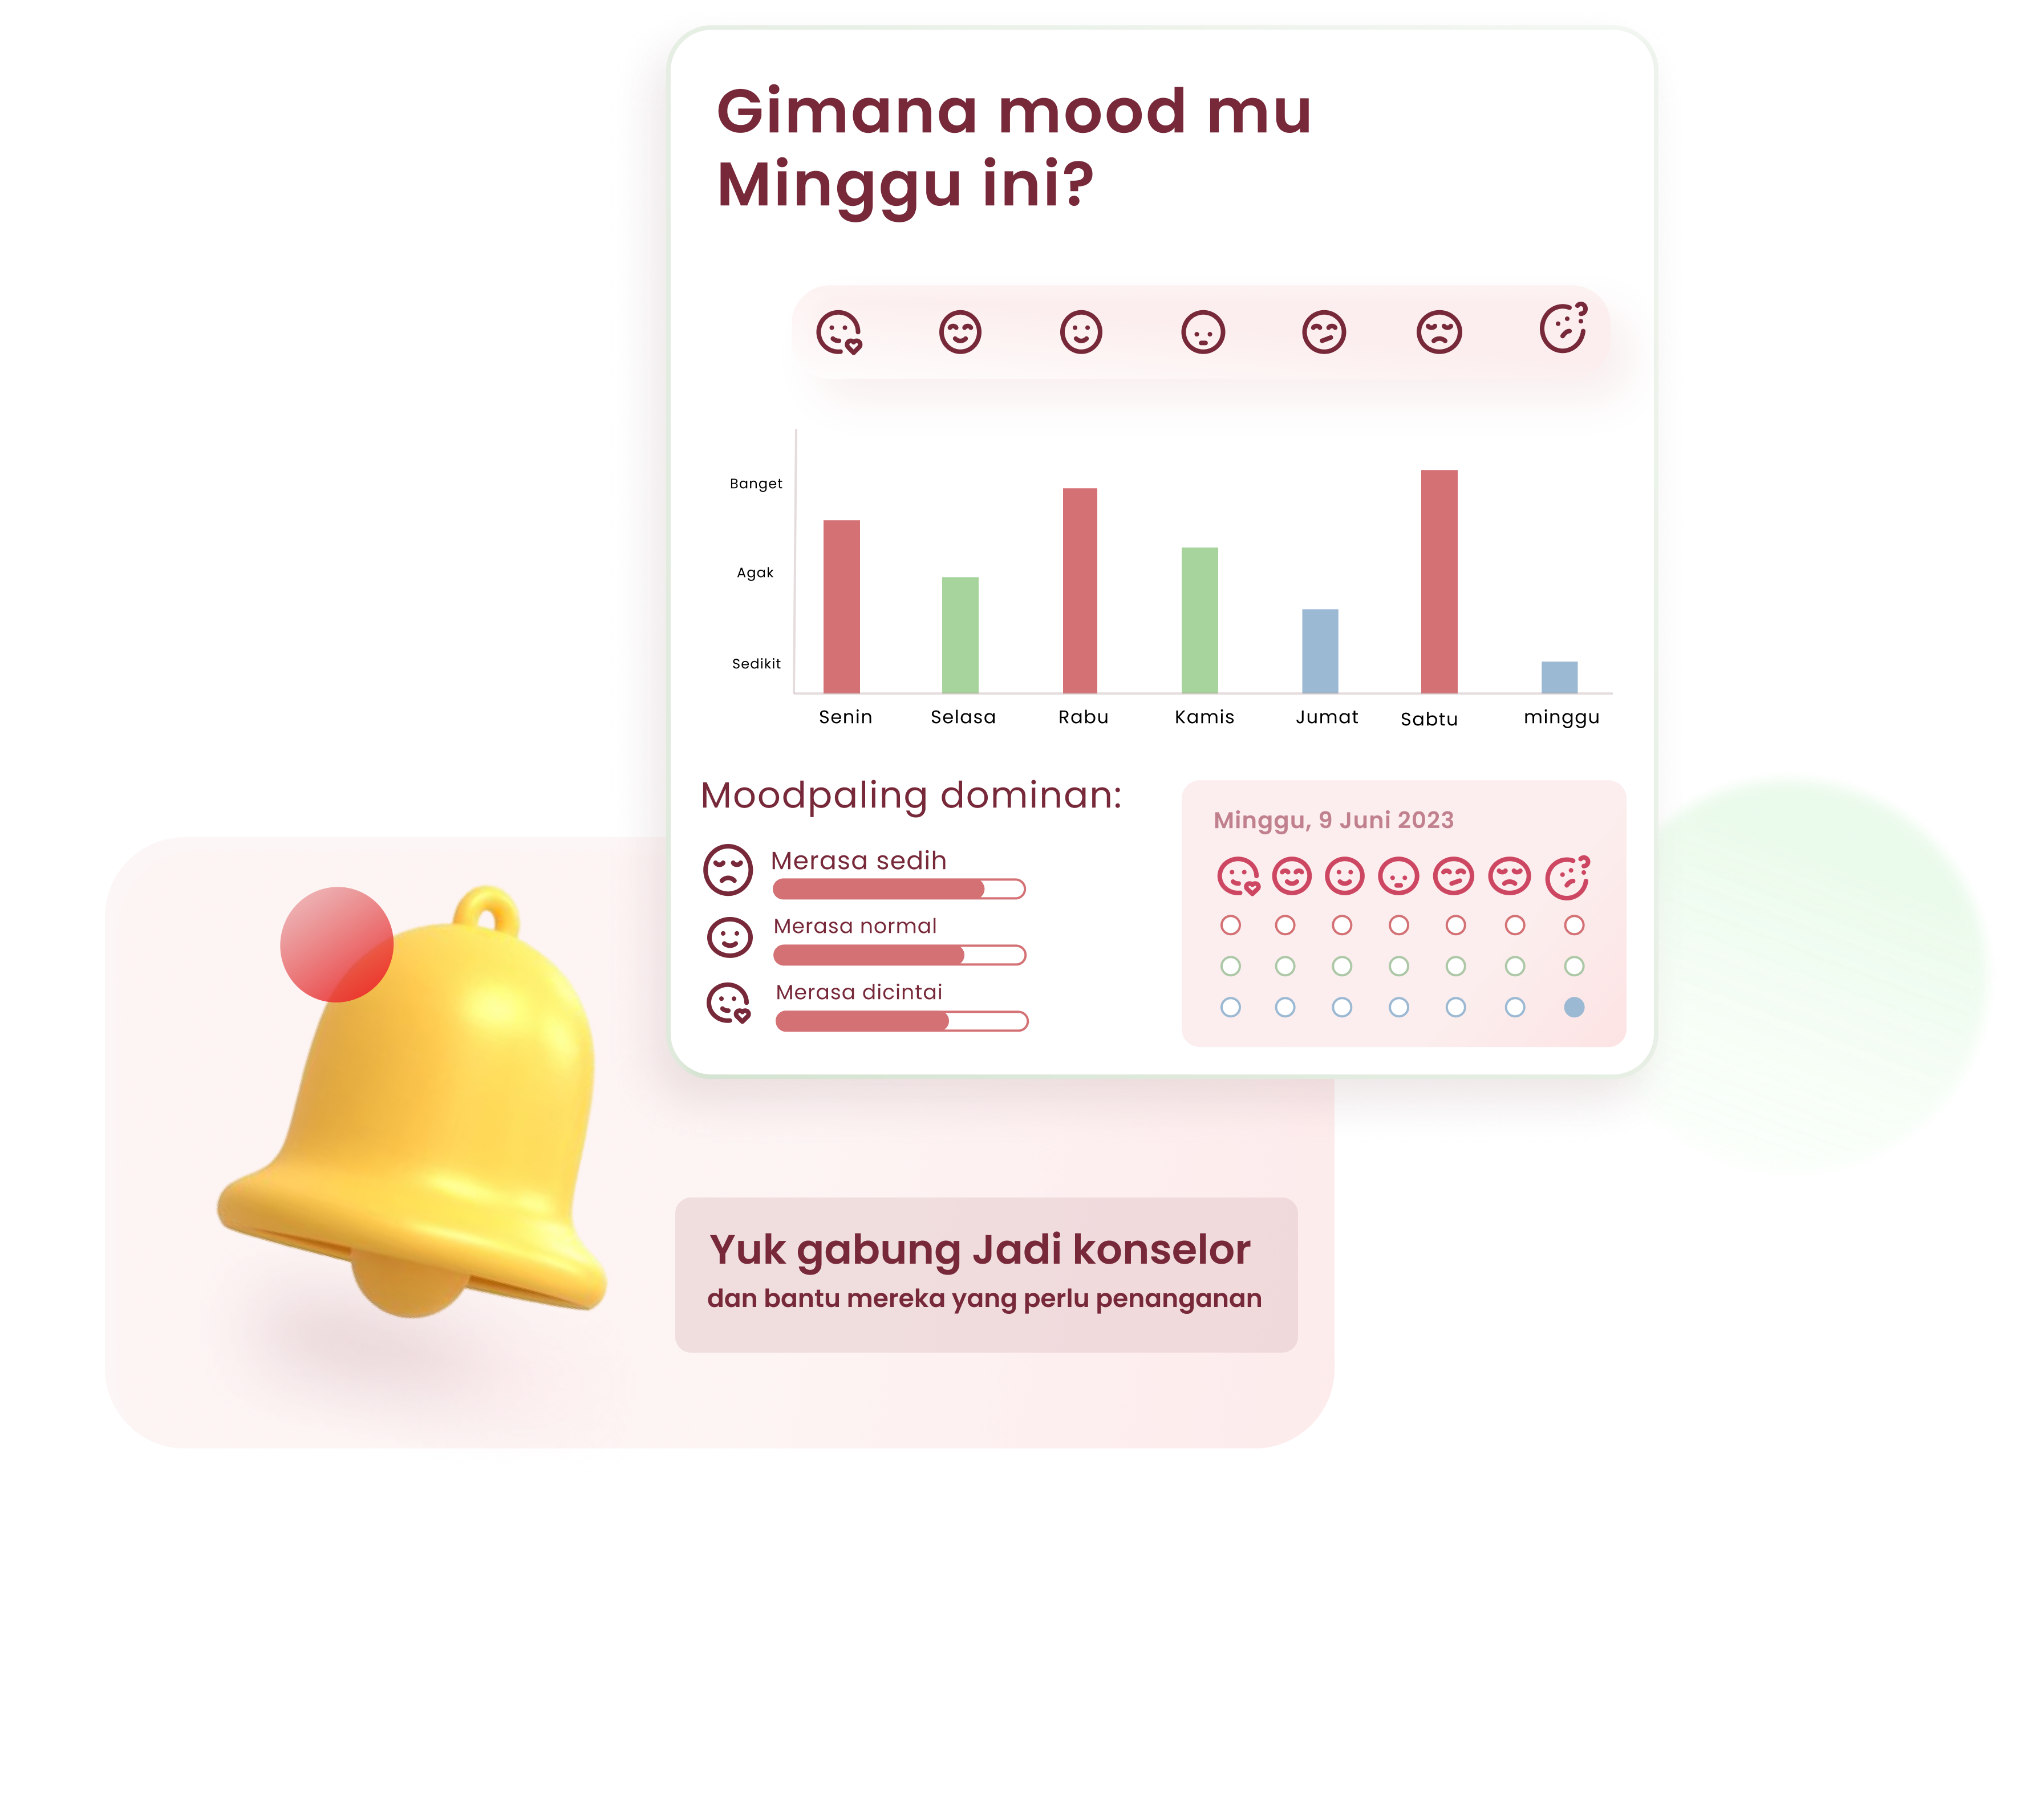 Gimana mood mu
Minggu ini?
Banget
Agak
Sedikit
Senin Selasa Rabu Kamis Jumat Sabtu minggu
Moodpaling dominan:
Merasa sedih
Merasa normal
Merasa dicintai
Minggu, 9 Juni 2023
Yuk gabung Jadi konselor
dan bantu mereka yang perlu penanganan